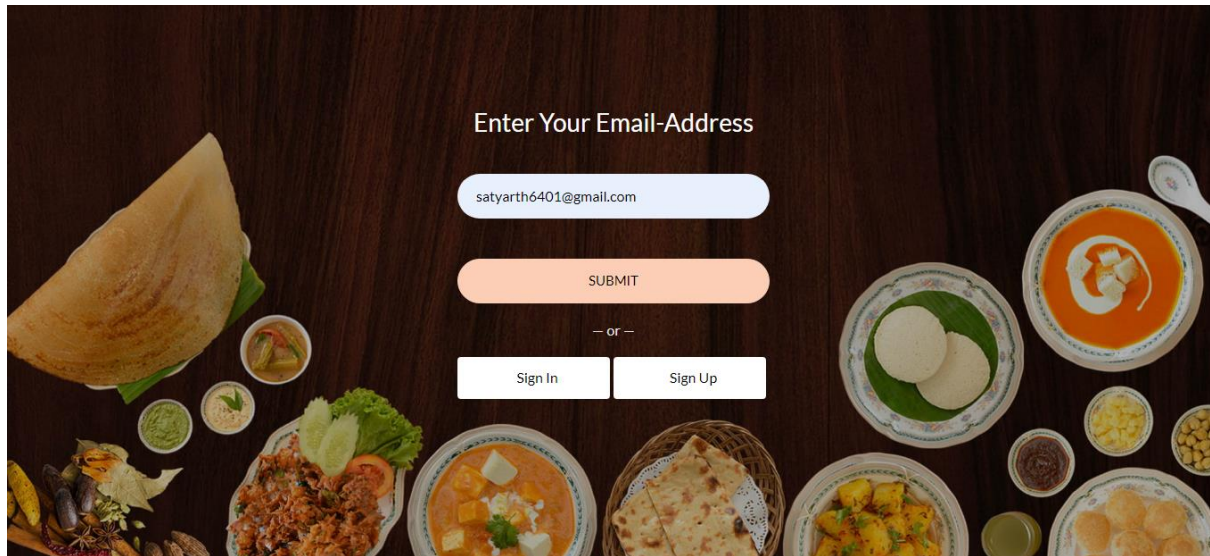 Enter Your Email-Address
satyarth6401@gmail.com
SUBMIT
— or —
Sign In Sign Up